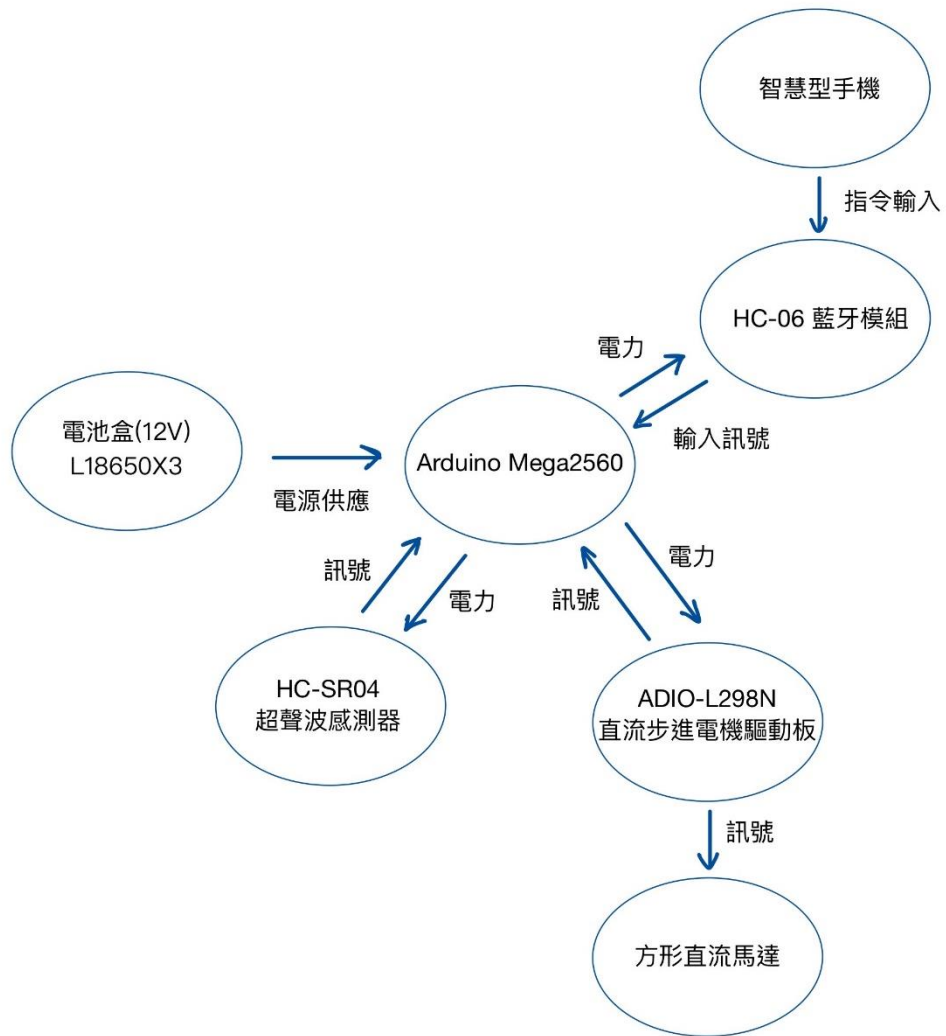 智慧型手機
指令輸入
HC-06 藍牙模組
電力
輸入訊號
電池盒(12V)
L18650X3
電源供應
Arduino Mega2560
訊號
電力
訊號
電力
HC-SR04
超聲波感測器
ADIO-L298N
直流步進電機驅動板
訊號
方形直流馬達